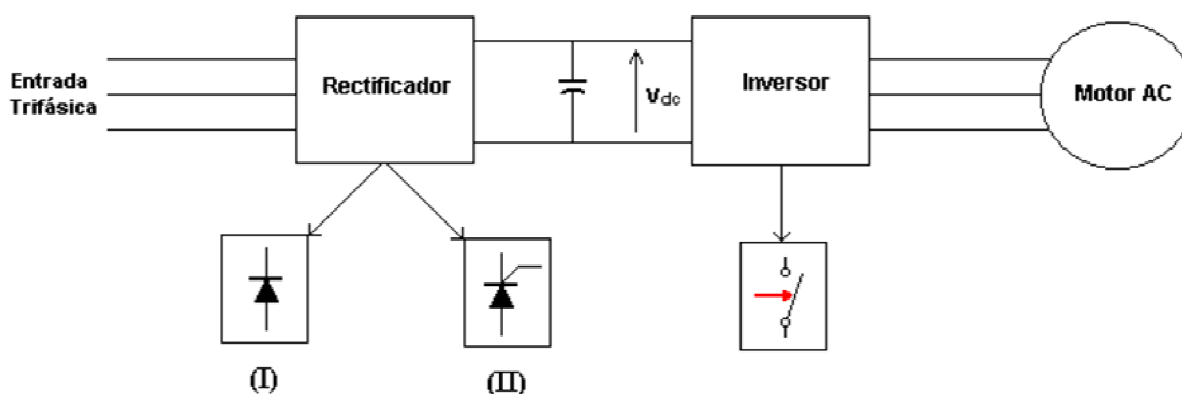 Entrada
Trifásica
Rectificador
Vdc
Inversor
Motor AC
(I)
(II)